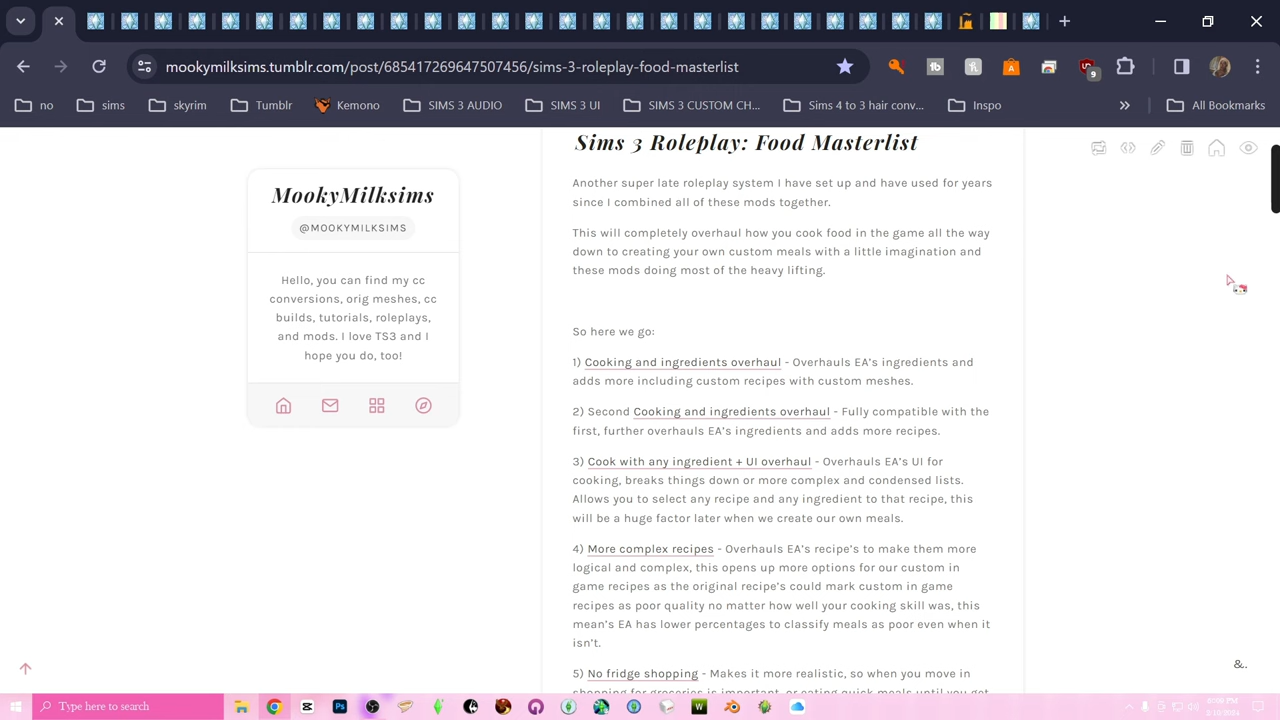 mookymilksims.tumblr.com/post/685417269647507456/sims-3-roleplay-food-masterlist
9
no
sims
skyrim
Tumblr
Kemono
SIMS 3 AUDIO
SIMS 3 UI
SIMS 3 CUSTOM CH...
Sims 4 to 3 hair conv...
Inspo
All Bookmarks
MookyMilksims
@MOOKYMILKSIMS
Hello, you can find my cc
conversions, orig meshes, cc
builds, tutorials, roleplays,
and mods. I love TS3 and I
hope you do, too!
Sims 3 Roleplay: Food Masterlist
Another super late roleplay system I have set up and have used for years
since I combined all of these mods together.
This will completely overhaul how you cook food in the game all the way
down to creating your own custom meals with a little imagination and
these mods doing most of the heavy lifting.
So here we go:
1) Cooking and ingredients overhaul - Overhauls EA's ingredients and
adds more including custom recipes with custom meshes.
2) Second Cooking and ingredients overhaul - Fully compatible with the
first, further overhauls EA's ingredients and adds more recipes.
3) Cook with any ingredient + UI overhaul - Overhauls EA's UI for
cooking, breaks things down or more complex and condensed lists.
Allows you to select any recipe and any ingredient to that recipe, this
will be a huge factor later when we create our own meals.
4) More complex recipes - Overhauls EA's recipe's to make them more
logical and complex, this opens up more options for our custom in
game recipes as the original recipe's could mark custom in game
recipes as poor quality no matter how well your cooking skill was, this
mean's EA has lower percentages to classify meals as poor even when it
isn't.
5) No fridge shopping - Makes it more realistic, so when you move in
shopping for groceries is important, or eating quick meals until you get
&..
Type here to search